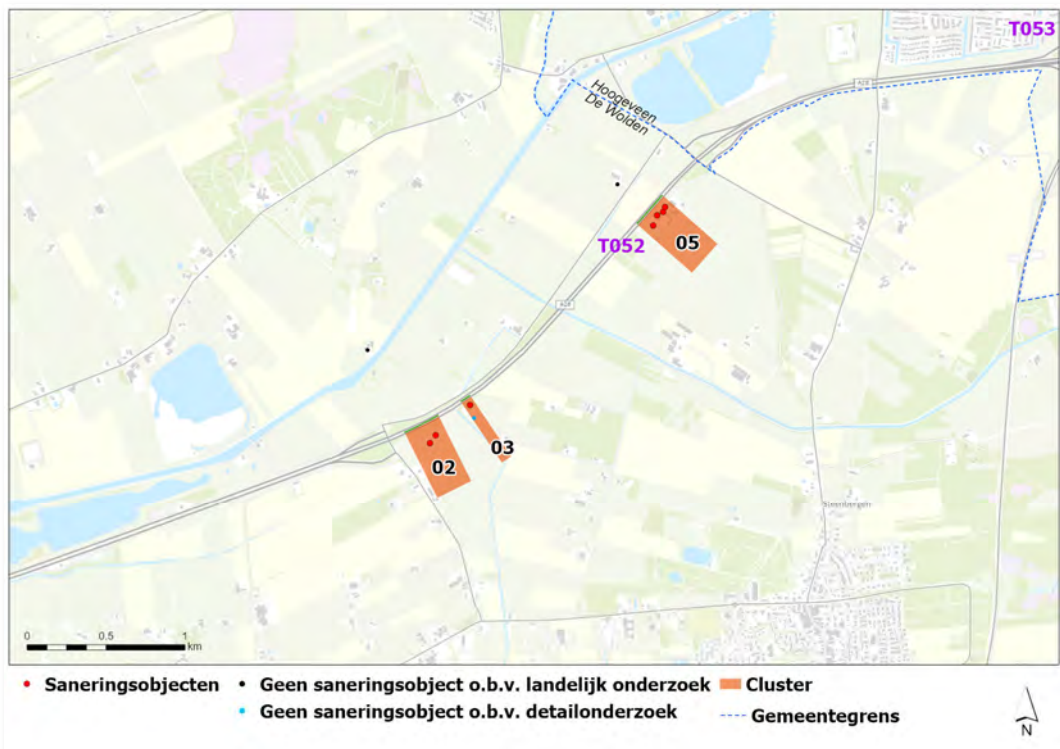 T053
A28
Hoogeveen
De Wolden
T052
05
A28
03
02
0 0.5 1
km
Saneringsobjecten
Geen saneringsobject o.b.v. landelijk onderzoek
Cluster
Geen saneringsobject o.b.v. detailonderzoek
Gemeentegrens
N